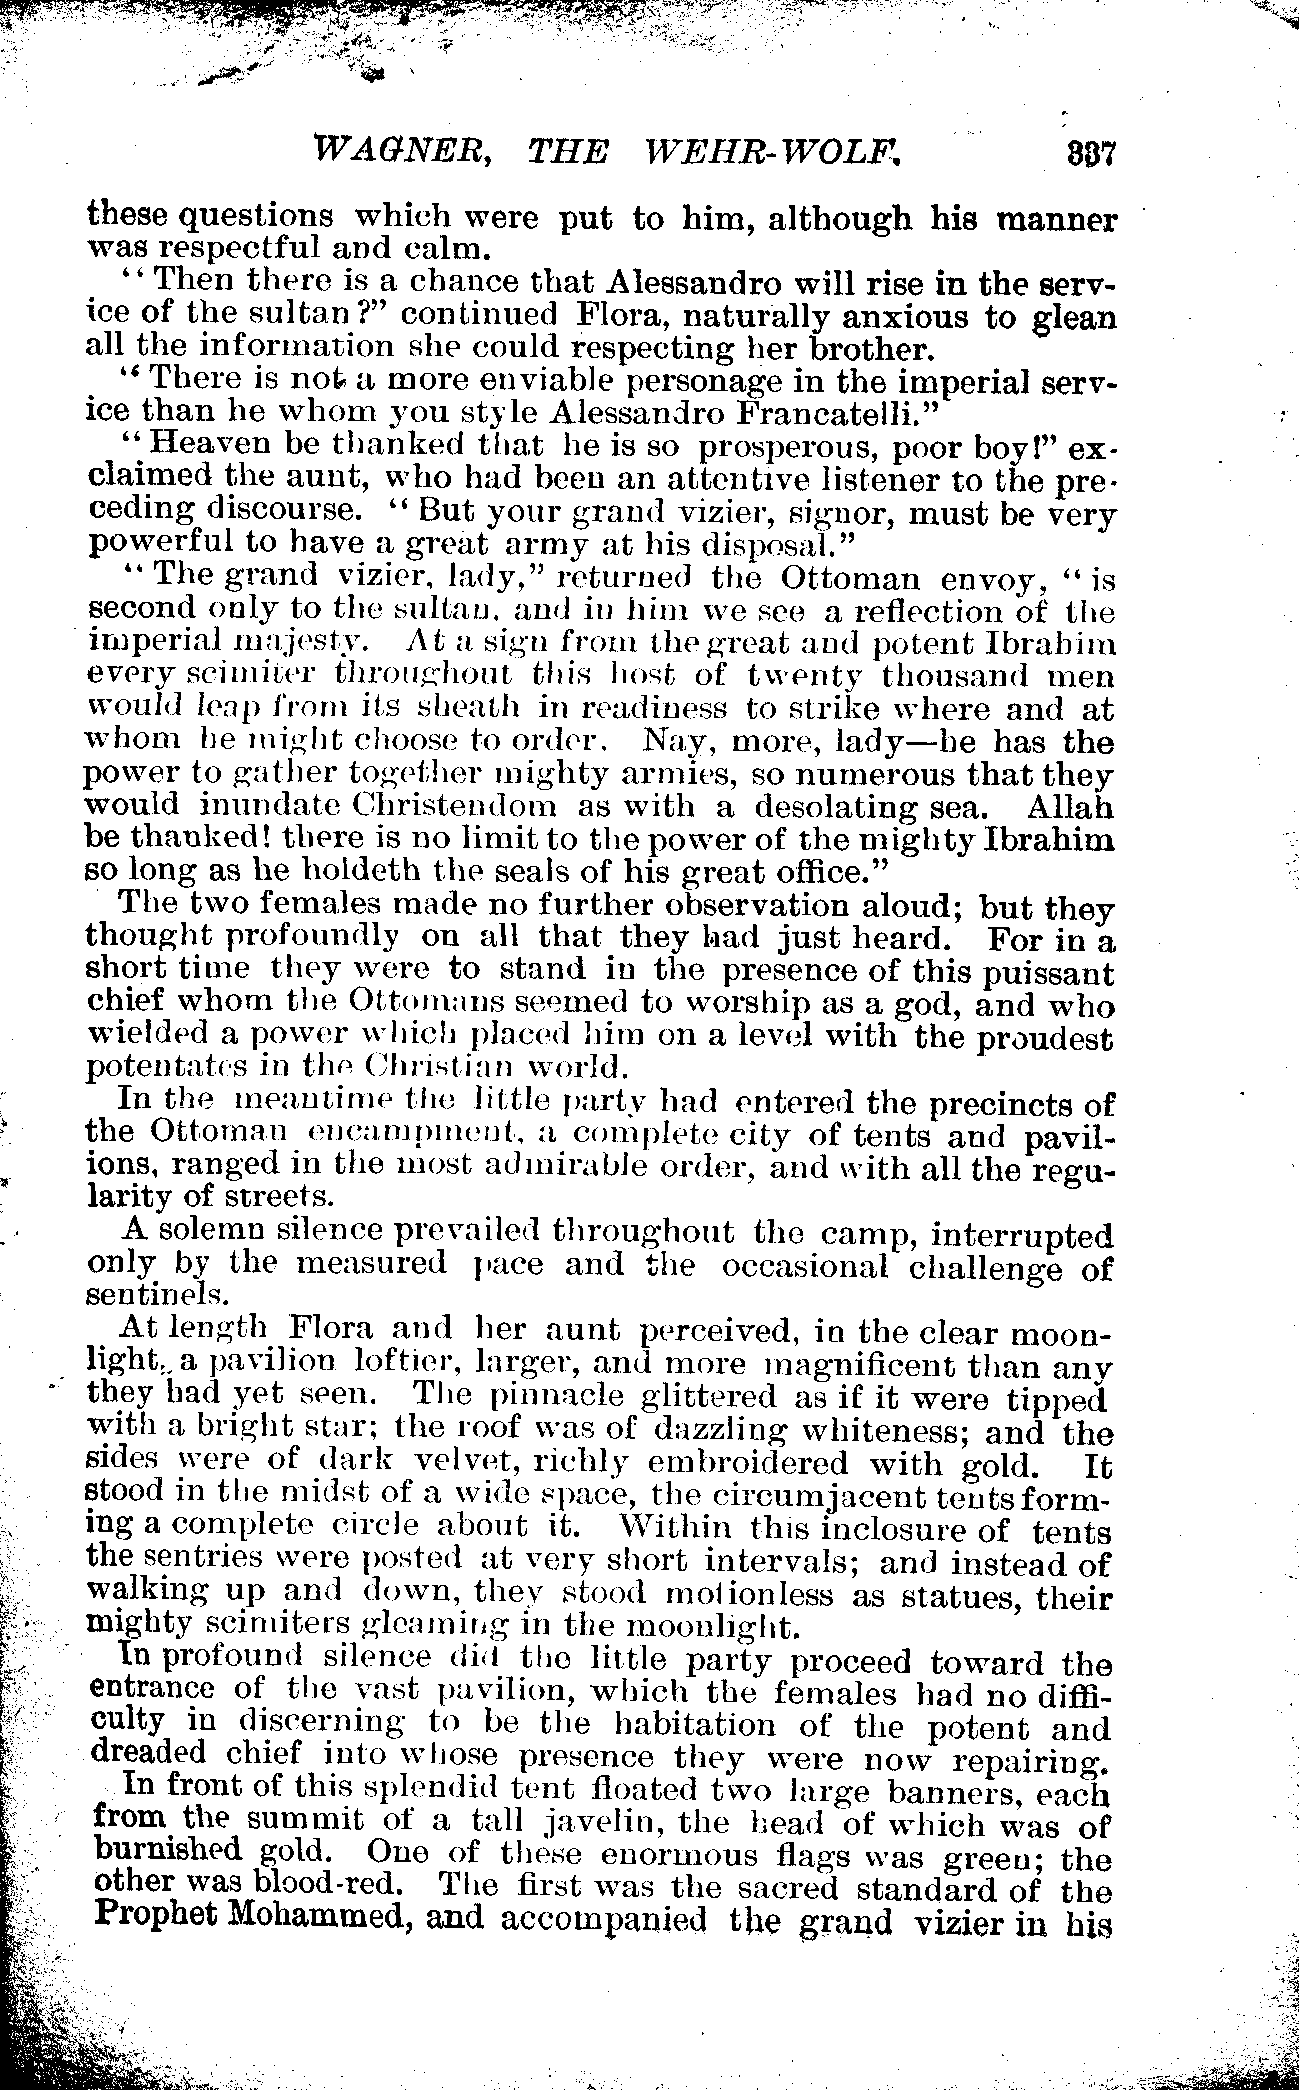 WAGNER, THE WEHR-WOLF. 337
these questions which were put to him, although his manner
was respectful and calm.
"Then there is a chance that Alessandro will rise in the serv-
ice of the sultan?" continued Flora, naturally anxious to glean
all the information she could respecting her brother.
"There is not a more enviable personage in the imperial serv-
ice than he whom you style Alessandro Francatelli."
"Heaven be thanked that he is so prosperous, poor boy!" ex-
claimed the aunt, who had been an attentive listener to the pre-
ceding discourse. "But your grand vizier, signor, must be very
powerful to have a great army at his disposal."
"The grand vizier, lady," returned the Ottoman envoy, "is
second only to the sultan, and in him we see a reflection of the
imperial majesty. At a sign from the great and potent Ibrahim
every scimiter throughout this host of twenty thousand men
would leap from its sheath in readiness to strike where and at
whom he might choose to order. Nay, more, lady—he has the
power to gather together mighty armies, so numerous that they
would inundate Christendom as with a desolating sea. Allah
be thanked! there is no limit to the power of the mighty Ibrahim
so long as he holdeth the seals of his great office."
The two females made no further observation aloud; but they
thought profoundly on all that they had just heard. For in a
short time they were to stand in the presence of this puissant
chief whom the Ottomans seemed to worship as a god, and who
wielded a power which placed him on a level with the proudest
potentates in the Christian world.
In the meantime the little party had entered the precincts of
the Ottoman encampment, a complete city of tents and pavil-
ions, ranged in the most admirable order, and with all the regu-
larity of streets.
A solemn silence prevailed throughout the camp, interrupted
only by the measured pace and the occasional challenge of
sentinels.
At length Flora and her aunt perceived, in the clear moon-
light, a pavilion loftier, larger, and more magnificent than any
they had yet seen. The pinnacle glittered as if it were tipped
with a bright star; the roof was of dazzling whiteness; and the
sides were of dark velvet, richly embroidered with gold. It
stood in the midst of a wide space, the circumjacent tents form-
ing a complete circle about it. Within this inclosure of tents
the sentries were posted at very short intervals; and instead of
walking up and down, they stood motionless as statues, their
mighty scimiters gleaming in the moonlight.
In profound silence did the little party proceed toward the
entrance of the vast pavilion, which the females had no diffi-
culty in discerning to be the habitation of the potent and
dreaded chief into whose presence they were now repairing.
In front of this splendid tent floated two large banners, each
from the summit of a tall javelin, the head of which was of
burnished gold. One of these enormous flags was green; the
other was blood-red. The first was the sacred standard of the
Prophet Mohammed, and accompanied the grand vizier in his